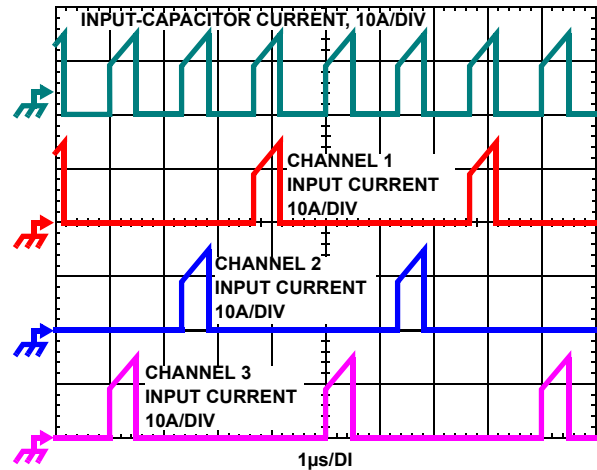 INPUT-CAPACITOR CURRENT, 10A/DIV
CHANNEL 1
INPUT CURRENT
10A/DIV
CHANNEL 2
INPUT CURRENT
10A/DIV
CHANNEL 3
INPUT CURRENT
10A/DIV
1µs/DI